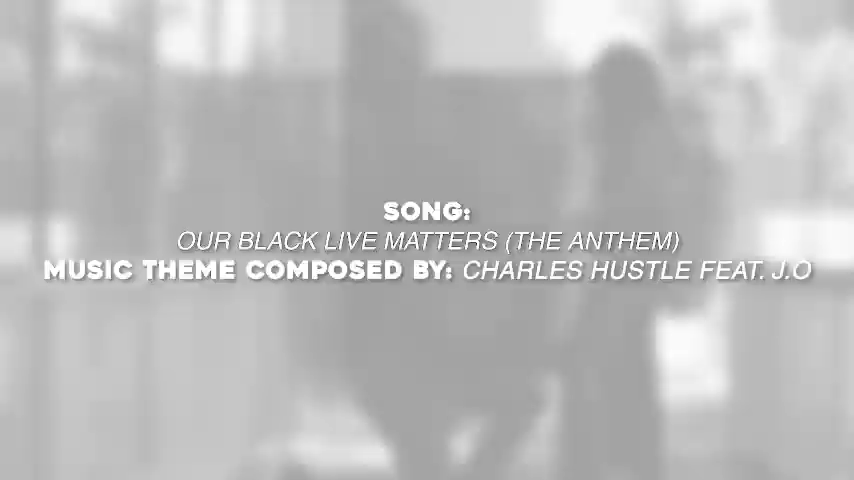 SONG:
OUR BLACK LIVE MATTERS (THE ANTHEM)
MUSIC THEME COMPOSED BY: CHARLES HUSTLE FEAT. J.O